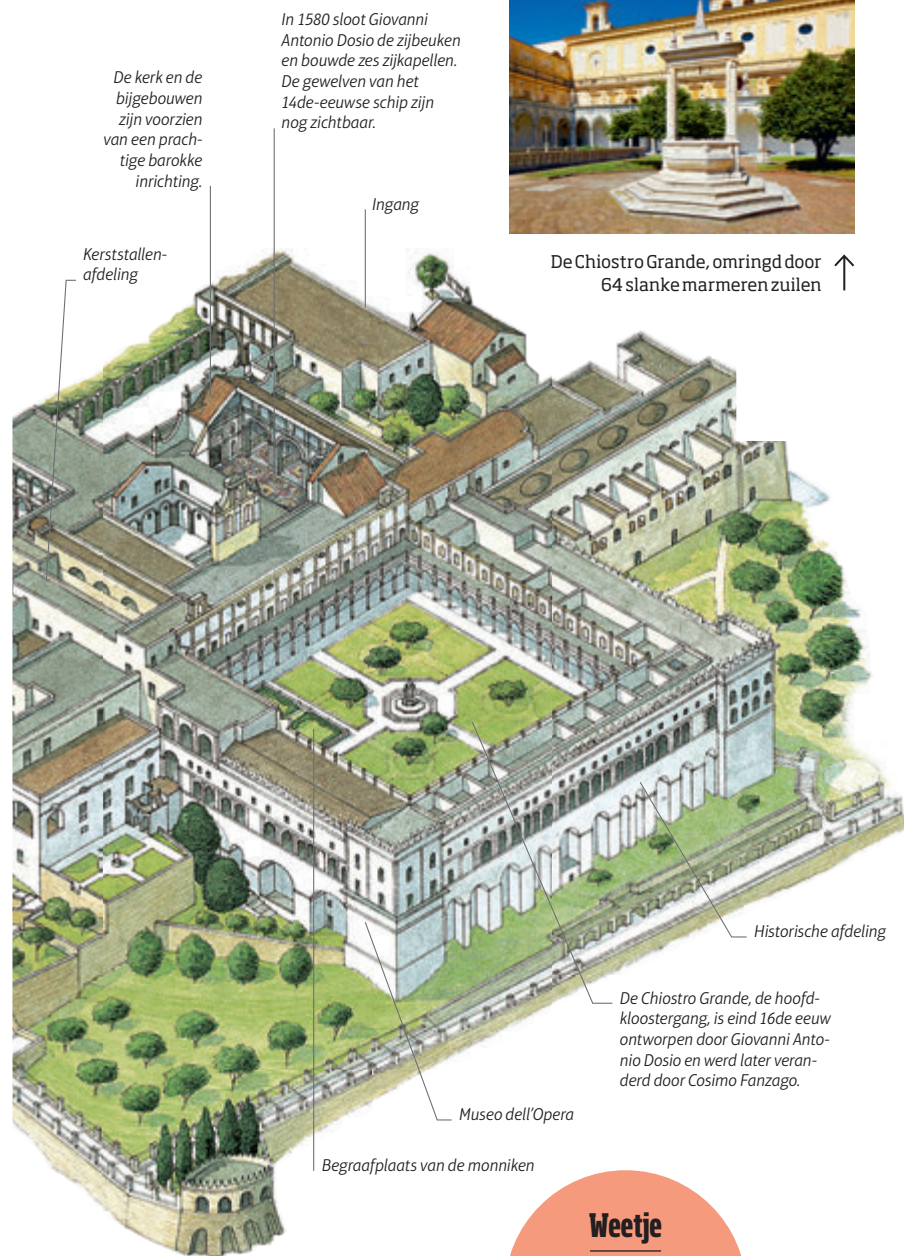 In 1580 sloot Giovanni
Antonio Dosio de zijbeuken
en bouwde zes zijkapellen.
De gewelven van het
14de-eeuwse schip zijn
nog zichtbaar.
De kerk en de
bijgebouwen
zijn voorzien
van een prach-
tige barokke
inrichting.
Ingang
Kerststallen-
afdeling
De Chiostro Grande, omringd door
64 slanke marmeren zuilen
Historische afdeling
De Chiostro Grande, de hoofd-
kloostergang, is eind 16de eeuw
ontworpen door Giovanni Anto-
nio Dosio en werd later veran-
derd door Cosimo Fanzago.
Museo dell'Opera
Begraafplaats van de monniken
Weetje